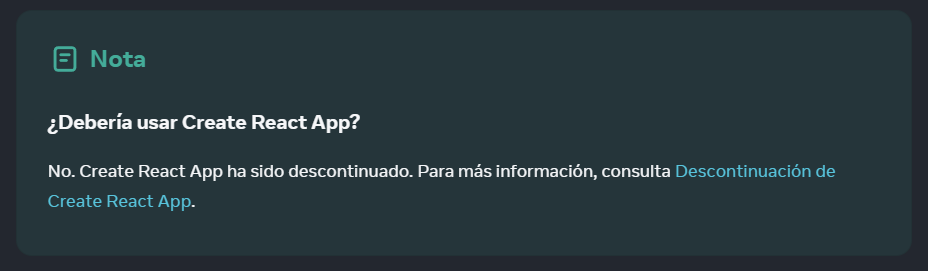 Nota
¿Debería usar Create React App?
No. Create React App ha sido descontinuado. Para más información, consulta Descontinuación de
Create React App.